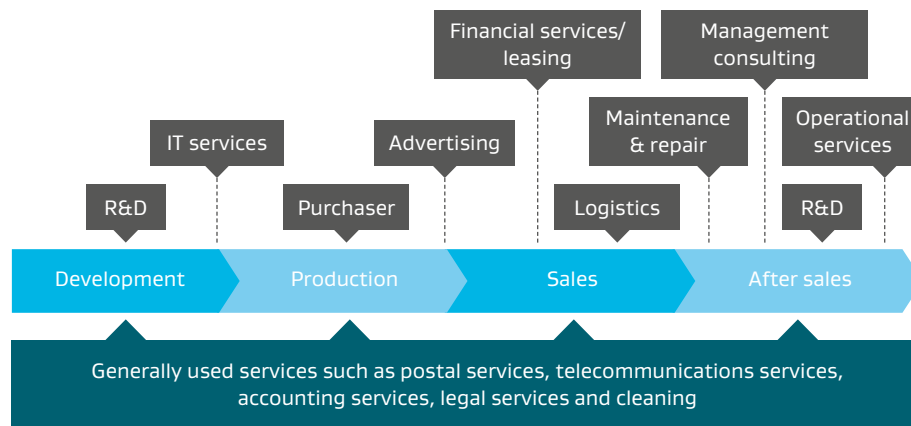 Financial services/
leasing
Management
consulting
IT services
Advertising
Maintenance
& repair
Operational
services
R&D
Purchaser
Logistics
R&D
Development
Production
Sales
After sales
Generally used services such as postal services, telecommunications services,
accounting services, legal services and cleaning